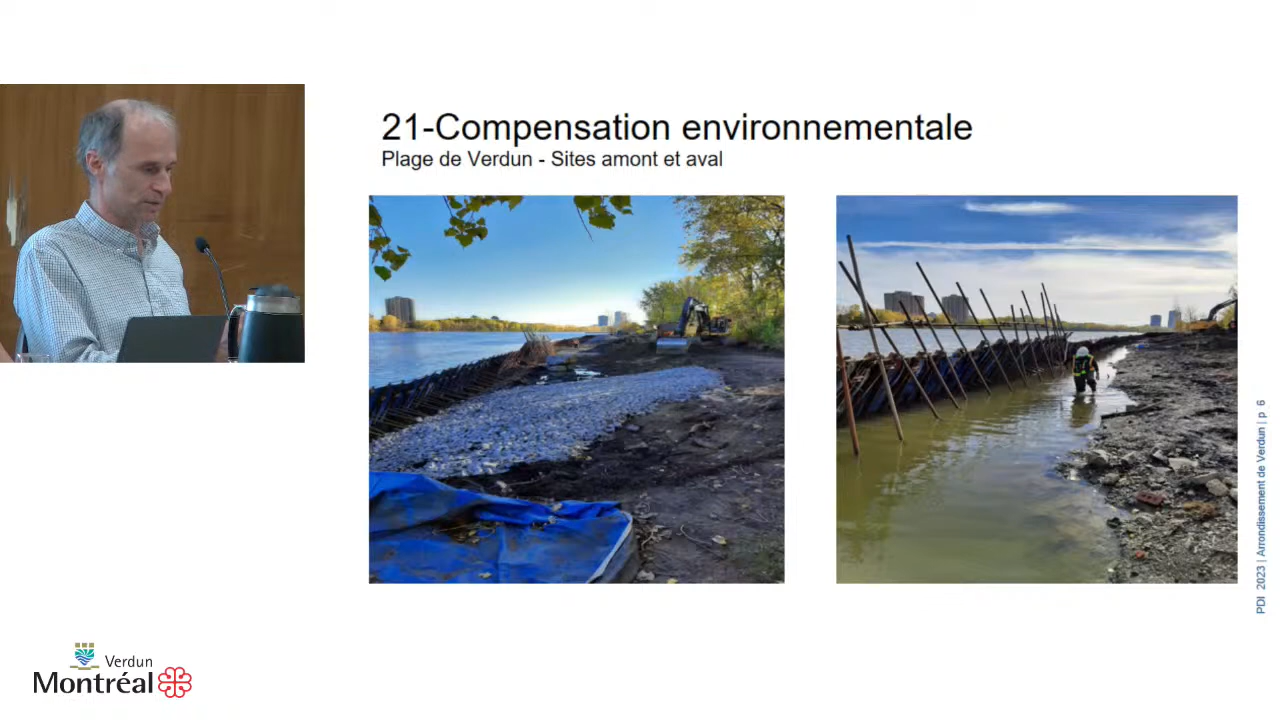 21-Compensation environnementale
Plage de Verdun - Sites amont et aval
PDI 2023 | Arrondissement de Verdun | p 6
Verdun
Montréal